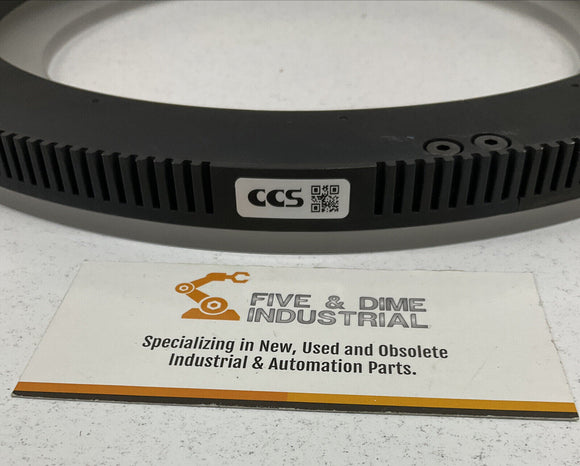 CCS
FIVE & DIME
INDUSTRIAL
Specializing in New, Used and Obsolete
Industrial & Automation Parts.